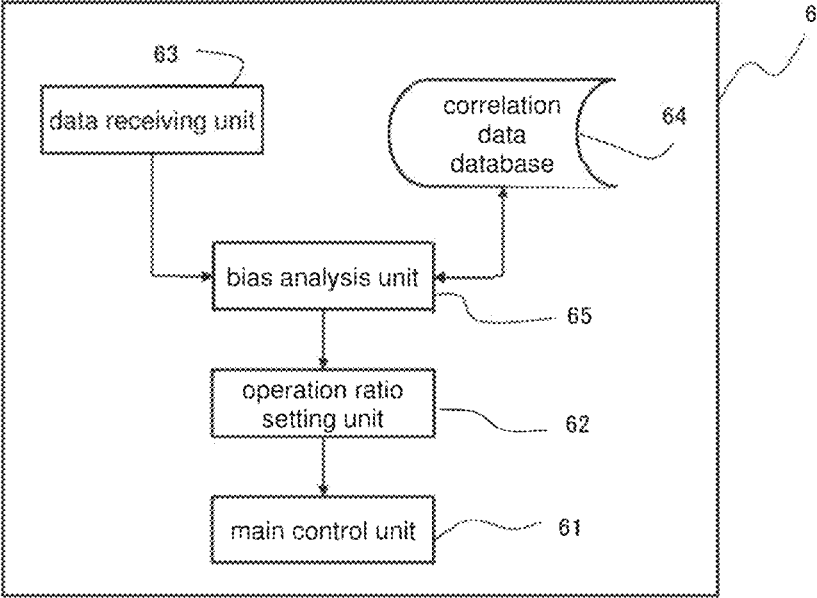 6
63
data receiving unit
correlation
data
database
64
bias analysis unit
65
operation ratio
setting unit
62
main control unit
61